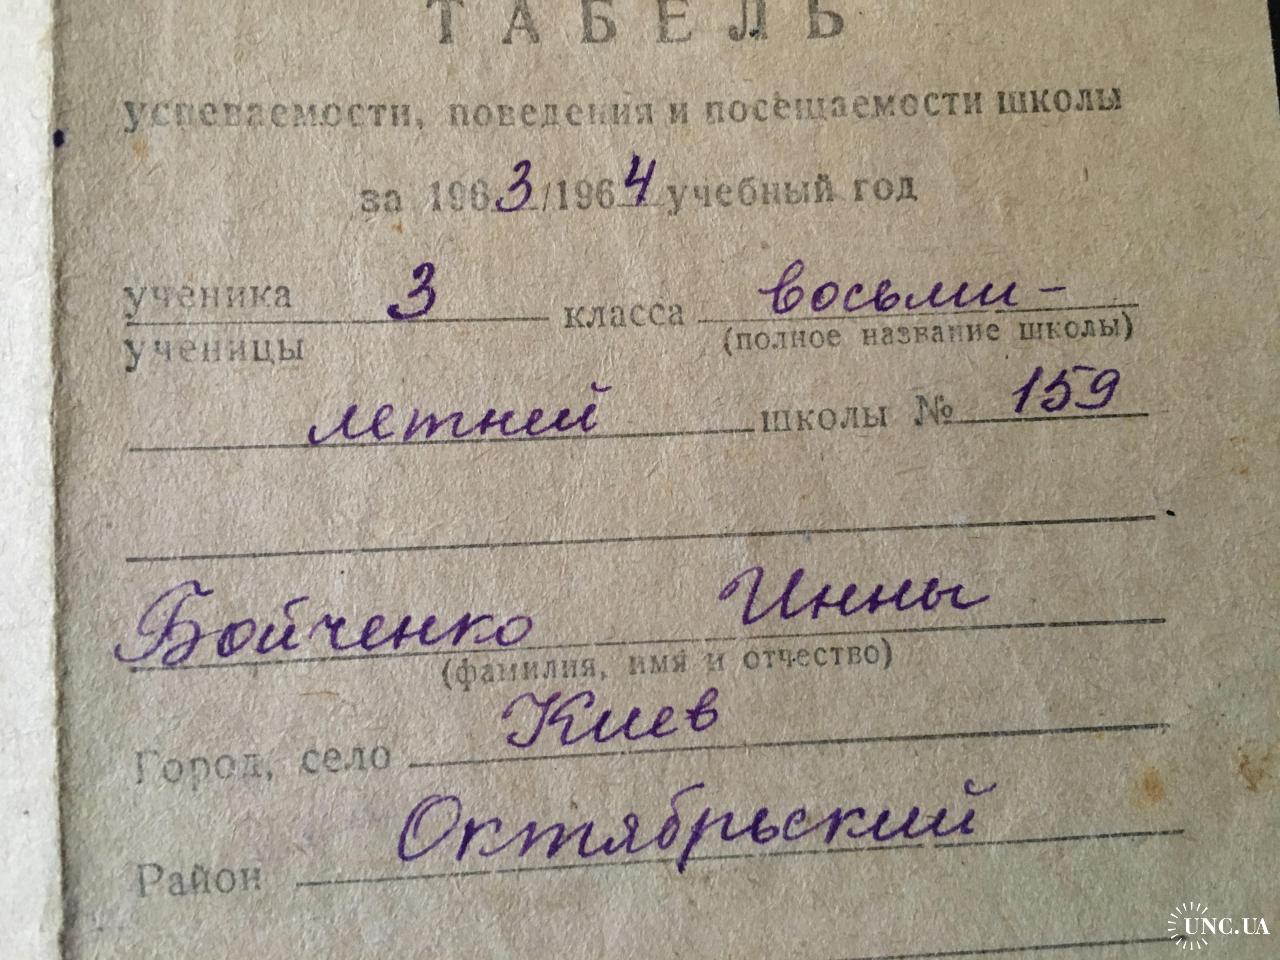 ТАБЕЛЬ
успеваемости, поведения и посещаемости школы
за 1963/1964 учебный год
ученика 3 класса восьми-
ученицы (полное название школы)
летней школы № 159
Бойченко Инны
(фамилия, имя и отчество)
Город, село Киев
Район Октябрьский
UNC.UA